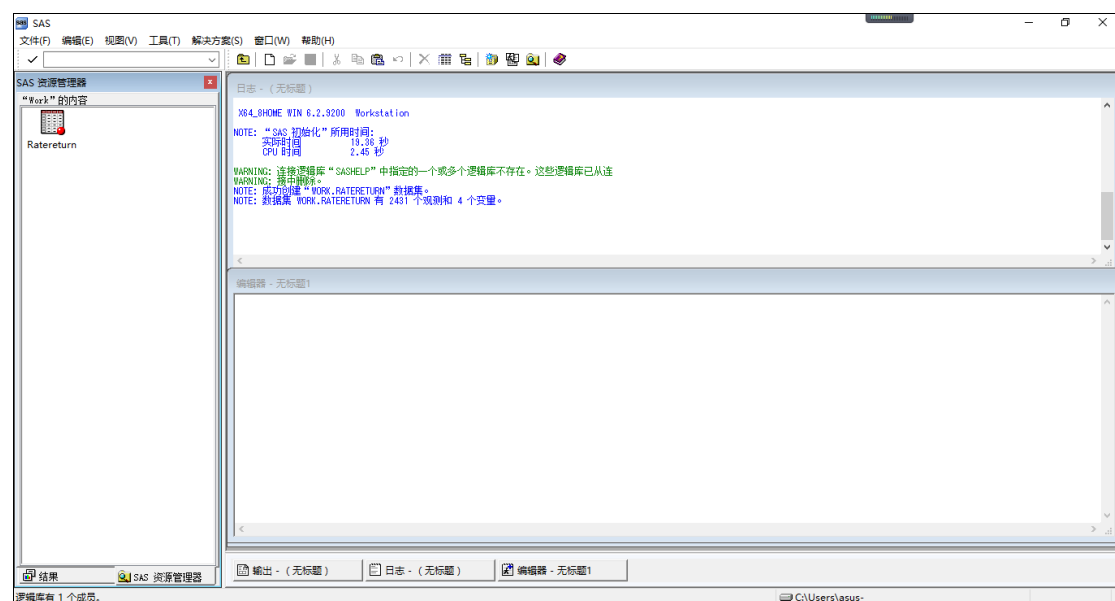 SAS
文件(F) 编辑(E) 视图(V) 工具(T) 解决方案(S) 窗口(W) 帮助(H)
SAS 资源管理器
“Work”的内容
Ratereturn
日志 - (无标题)
X64_8HOME WIN 6.2.9200 Workstation
NOTE: “SAS 初始化”所用时间:
实际时间 19.36 秒
CPU 时间 2.45 秒
WARNING: 连接逻辑库“SASHELP”中指定的一个或多个逻辑库不存在。这些逻辑库已从连
WARNING: 接中删除。
NOTE: 成功创建“WORK.RATERETURN”数据集。
NOTE: 数据集 WORK.RATERETURN 有 2431 个观测和 4 个变量。
编辑器 - 无标题1
结果
SAS 资源管理器
输出 - (无标题)
日志 - (无标题)
编辑器 - 无标题1
逻辑库有 1 个成员。
C:\Users\asus-